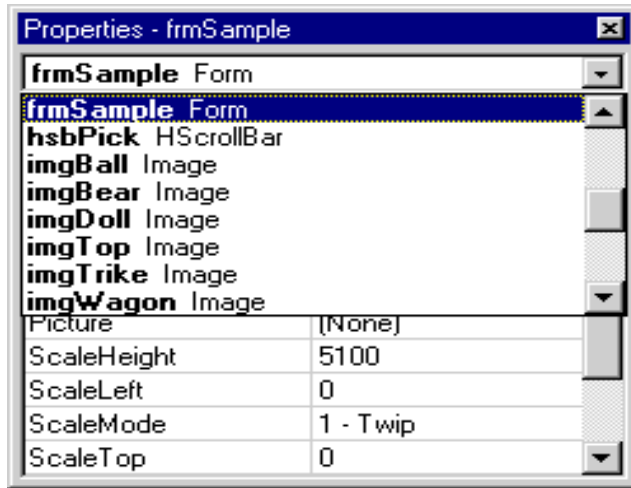 Properties - frmSample
frmSample Form
frmSample Form
hsbPick HScrollBar
imgBall Image
imgBear Image
imgDoll Image
imgTop Image
imgTrike Image
imgWagon Image
Picture (None)
ScaleHeight 5100
ScaleLeft 0
ScaleMode 1 - Twip
ScaleTop 0